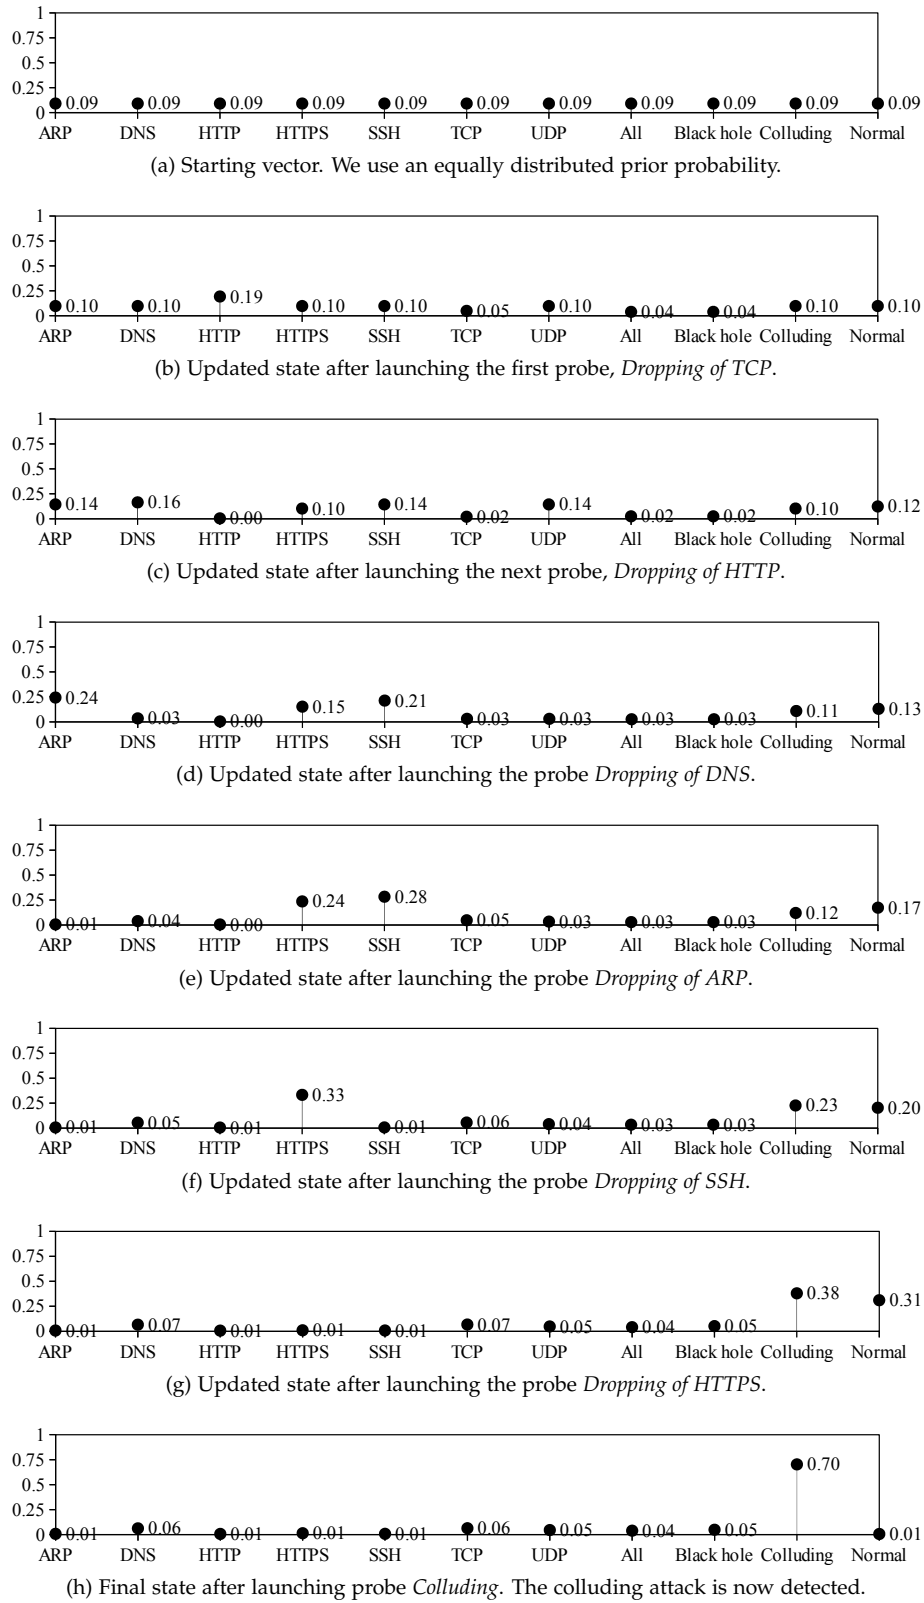 1
0.75
0.5
0.25
0
0.09 0.09 0.09 0.09 0.09 0.09 0.09 0.09 0.09 0.09 0.09
ARP DNS HTTP HTTPS SSH TCP UDP All Black hole Colluding Normal
(a) Starting vector. We use an equally distributed prior probability.
1
0.75
0.5
0.25
0
0.10 0.10 0.19 0.10 0.10 0.05 0.10 0.04 0.04 0.10 0.10
ARP DNS HTTP HTTPS SSH TCP UDP All Black hole Colluding Normal
(b) Updated state after launching the first probe, Dropping of TCP.
1
0.75
0.5
0.25
0
0.14 0.16 0.00 0.10 0.14 0.02 0.14 0.02 0.02 0.10 0.12
ARP DNS HTTP HTTPS SSH TCP UDP All Black hole Colluding Normal
(c) Updated state after launching the next probe, Dropping of HTTP.
1
0.75
0.5
0.25
0
0.24 0.03 0.00 0.15 0.21 0.03 0.03 0.03 0.03 0.11 0.13
ARP DNS HTTP HTTPS SSH TCP UDP All Black hole Colluding Normal
(d) Updated state after launching the probe Dropping of DNS.
1
0.75
0.5
0.25
0
0.01 0.04 0.00 0.24 0.28 0.05 0.03 0.03 0.03 0.12 0.17
ARP DNS HTTP HTTPS SSH TCP UDP All Black hole Colluding Normal
(e) Updated state after launching the probe Dropping of ARP.
1
0.75
0.5
0.25
0
0.01 0.05 0.01 0.33 0.01 0.06 0.04 0.03 0.03 0.23 0.20
ARP DNS HTTP HTTPS SSH TCP UDP All Black hole Colluding Normal
(f) Updated state after launching the probe Dropping of SSH.
1
0.75
0.5
0.25
0
0.01 0.07 0.01 0.01 0.01 0.07 0.05 0.04 0.05 0.38 0.31
ARP DNS HTTP HTTPS SSH TCP UDP All Black hole Colluding Normal
(g) Updated state after launching the probe Dropping of HTTPS.
1
0.75
0.5
0.25
0
0.01 0.06 0.01 0.01 0.01 0.06 0.05 0.04 0.05 0.70 0.01
ARP DNS HTTP HTTPS SSH TCP UDP All Black hole Colluding Normal
(h) Final state after launching probe Colluding. The colluding attack is now detected.